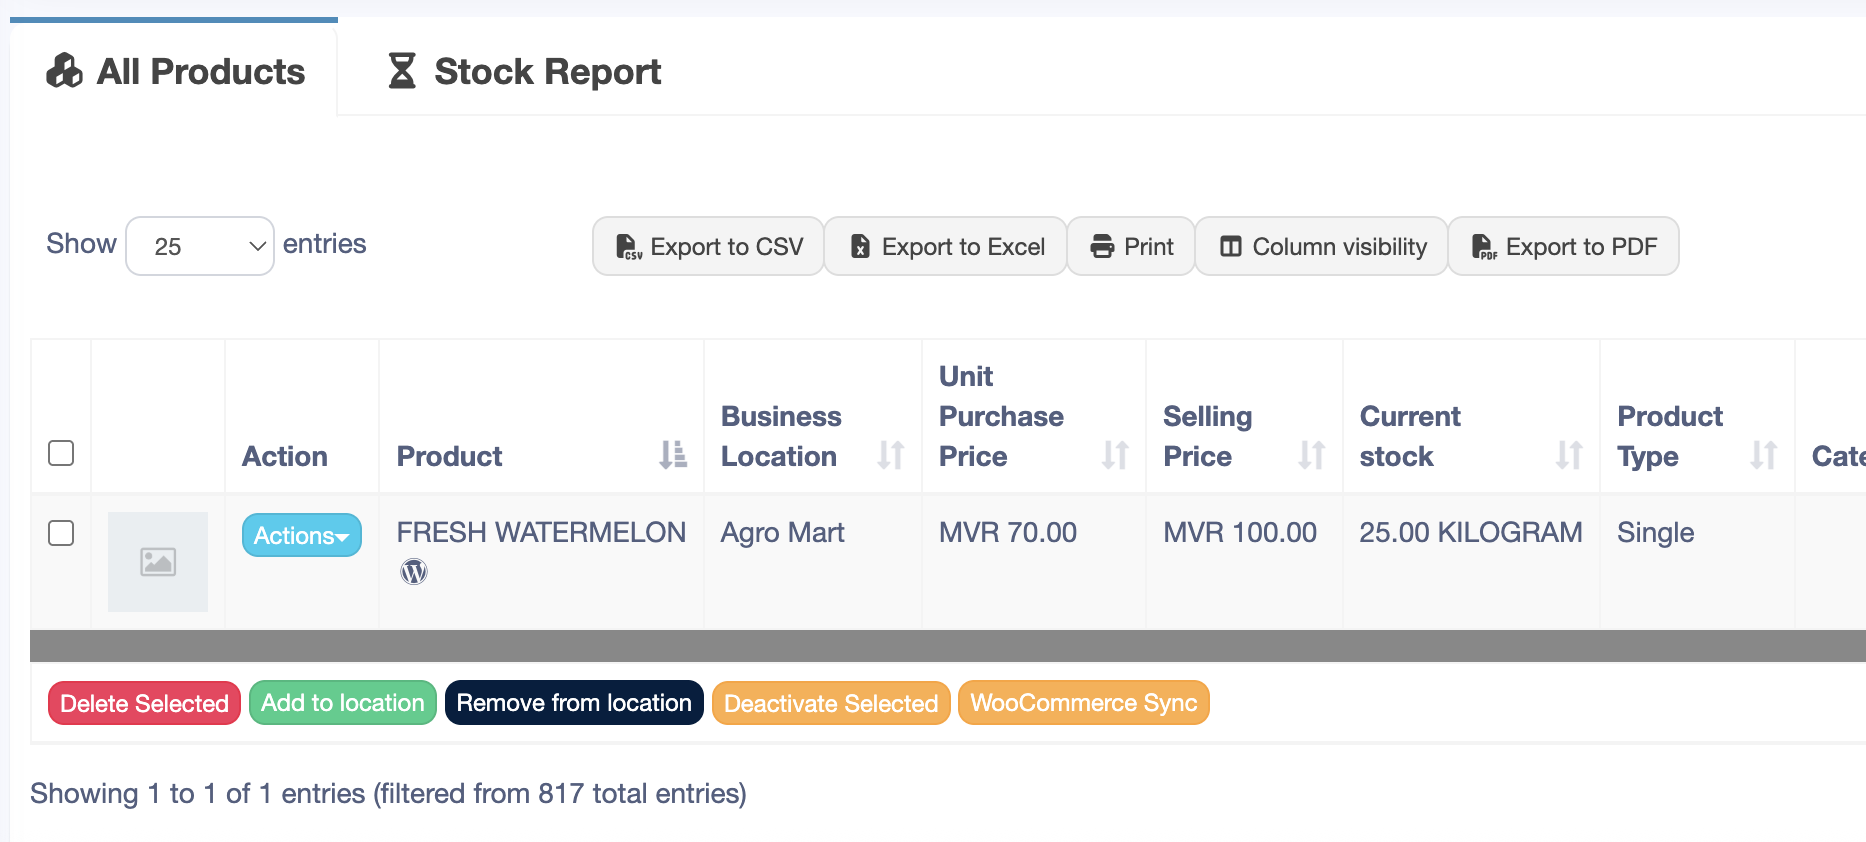 All Products
Stock Report
Show 25 entries
Export to CSV
Export to Excel
Print
Column visibility
Export to PDF
Action
Product
Business
Location
Unit
Purchase
Price
Selling
Price
Current
stock
Product
Type
Cate
Actions
FRESH WATERMELON
Agro Mart
MVR 70.00
MVR 100.00
25.00 KILOGRAM
Single
Delete Selected
Add to location
Remove from location
Deactivate Selected
WooCommerce Sync
Showing 1 to 1 of 1 entries (filtered from 817 total entries)